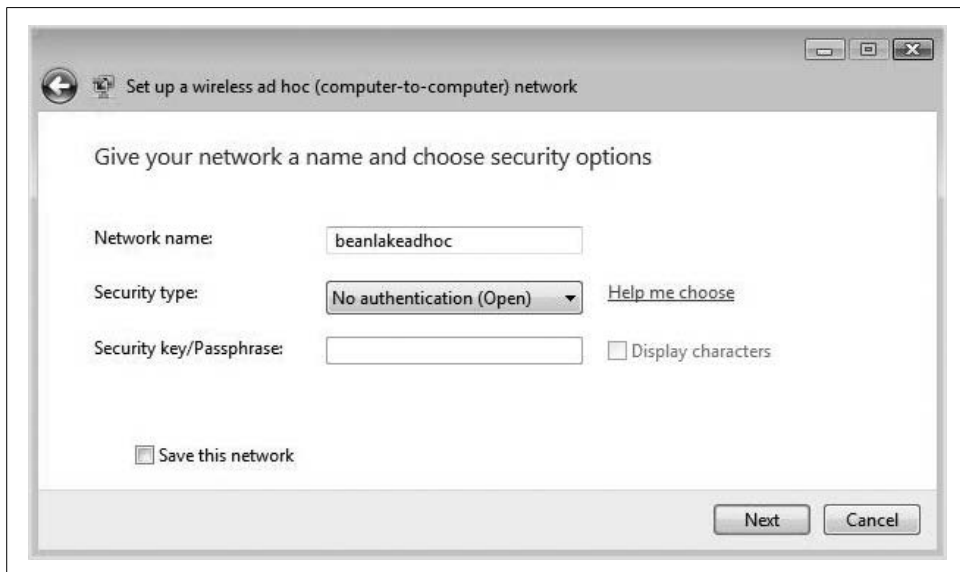 Set up a wireless ad hoc (computer-to-computer) network
Give your network a name and choose security options
Network name: beanlakeadhoc
Security type: No authentication (Open) Help me choose
Security key/Passphrase: Display characters
Save this network
Next Cancel